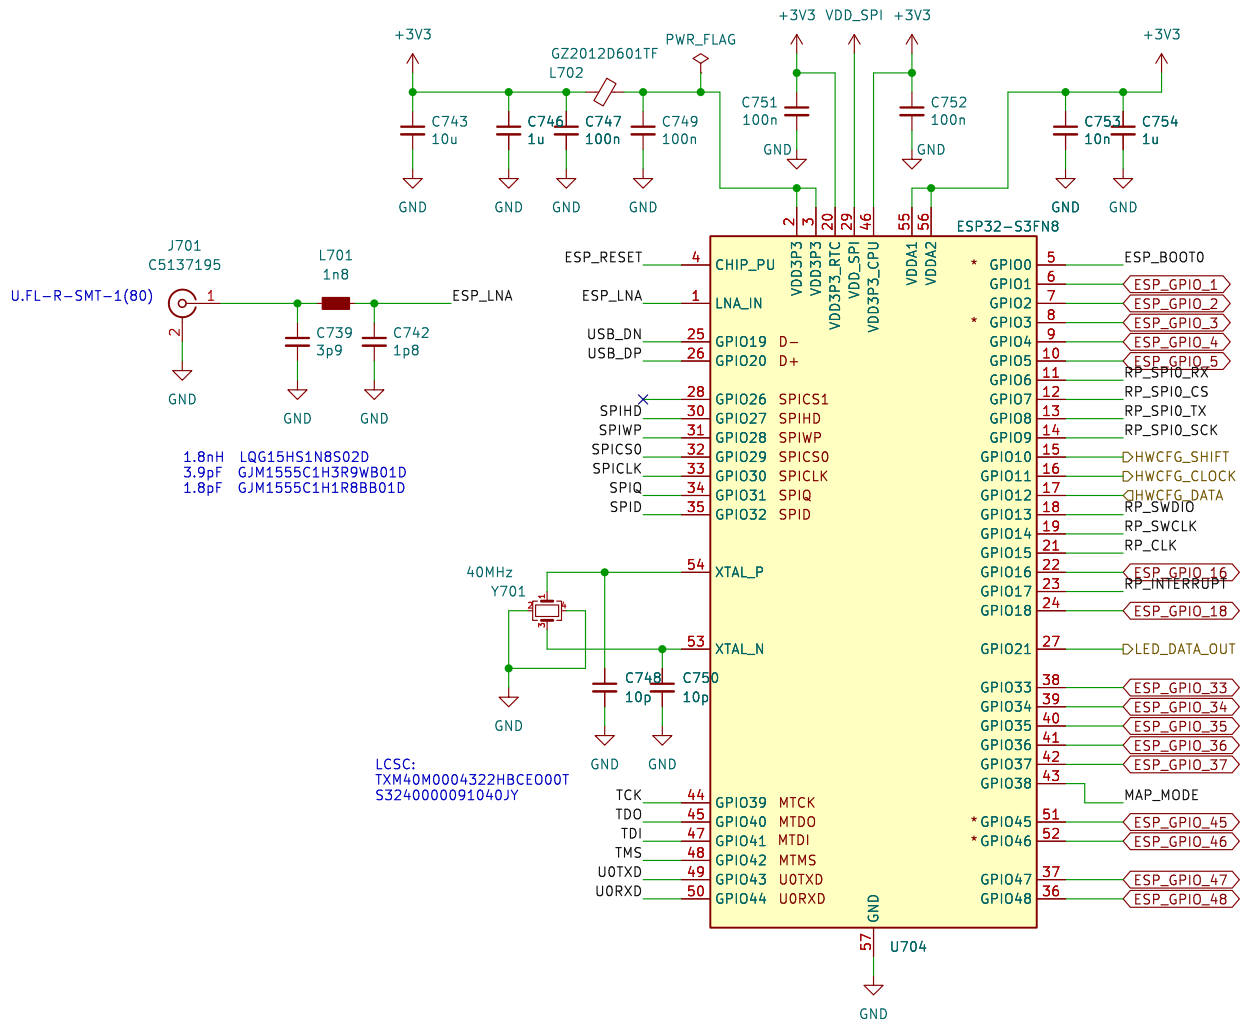 +3V3 VDD_SPI +3V3
+3V3
PWR_FLAG
+3V3
GZ2012D601TF
L702
C743
10u
C746
1u
C747
100n
C749
100n
C751
100n
C752
100n
C753
10n
C754
1u
GND
GND
GND
GND
GND
GND
GND
GND
2
3
20
29
46
55
56
ESP32-S3FN8
VDD3P3
VDD3P3
VDD3P3_RTC
VDD_SPI
VDD3P3_CPU
VDDA1
VDDA2
J701
C5137195
U.FL-R-SMT-1(80)
1
2
GND
L701
1n8
ESP_LNA
C739
3p9
C742
1p8
GND
GND
1.8nH LQG15HS1N8S02D
3.9pF GJM1555C1H3R9WB01D
1.8pF GJM1555C1H1R8BB01D
ESP_RESET 4 CHIP_PU
ESP_LNA 1 LNA_IN
USB_DN 25 GPIO19 D-
USB_DP 26 GPIO20 D+
28 GPIO26 SPICS1
SPIHD 30 GPIO27 SPIHD
SPIWP 31 GPIO28 SPIWP
SPICS0 32 GPIO29 SPICS0
SPICLK 33 GPIO30 SPICLK
SPIQ 34 GPIO31 SPIQ
SPID 35 GPIO32 SPID
54 XTAL_P
53 XTAL_N
40MHz
Y701
1
2
4
3
GND
C748
10p
C750
10p
GND
GND
LCSC:
TXM40M0004322HBCEO00T
S3240000091040JY
TCK 44 GPIO39 MTCK
TDO 45 GPIO40 MTDO
TDI 47 GPIO41 MTDI
TMS 48 GPIO42 MTMS
U0TXD 49 GPIO43 U0TXD
U0RXD 50 GPIO44 U0RXD
* GPIO0 5 ESP_BOOT0
GPIO1 6 ESP_GPIO_1
GPIO2 7 ESP_GPIO_2
* GPIO3 8 ESP_GPIO_3
GPIO4 9 ESP_GPIO_4
GPIO5 10 ESP_GPIO_5
GPIO6 11 RP_SPI0_RX
GPIO7 12 RP_SPI0_CS
GPIO8 13 RP_SPI0_TX
GPIO9 14 RP_SPI0_SCK
GPIO10 15 HWCFG_SHIFT
GPIO11 16 HWCFG_CLOCK
GPIO12 17 HWCFG_DATA
GPIO13 18 RP_SWDIO
GPIO14 19 RP_SWCLK
GPIO15 21 RP_CLK
GPIO16 22 ESP_GPIO_16
GPIO17 23 RP_INTERRUPT
GPIO18 24 ESP_GPIO_18
GPIO21 27 LED_DATA_OUT
GPIO33 38 ESP_GPIO_33
GPIO34 39 ESP_GPIO_34
GPIO35 40 ESP_GPIO_35
GPIO36 41 ESP_GPIO_36
GPIO37 42 ESP_GPIO_37
GPIO38 43 MAP_MODE
* GPIO45 51 ESP_GPIO_45
* GPIO46 52 ESP_GPIO_46
GPIO47 37 ESP_GPIO_47
GPIO48 36 ESP_GPIO_48
GND
57
U704
GND